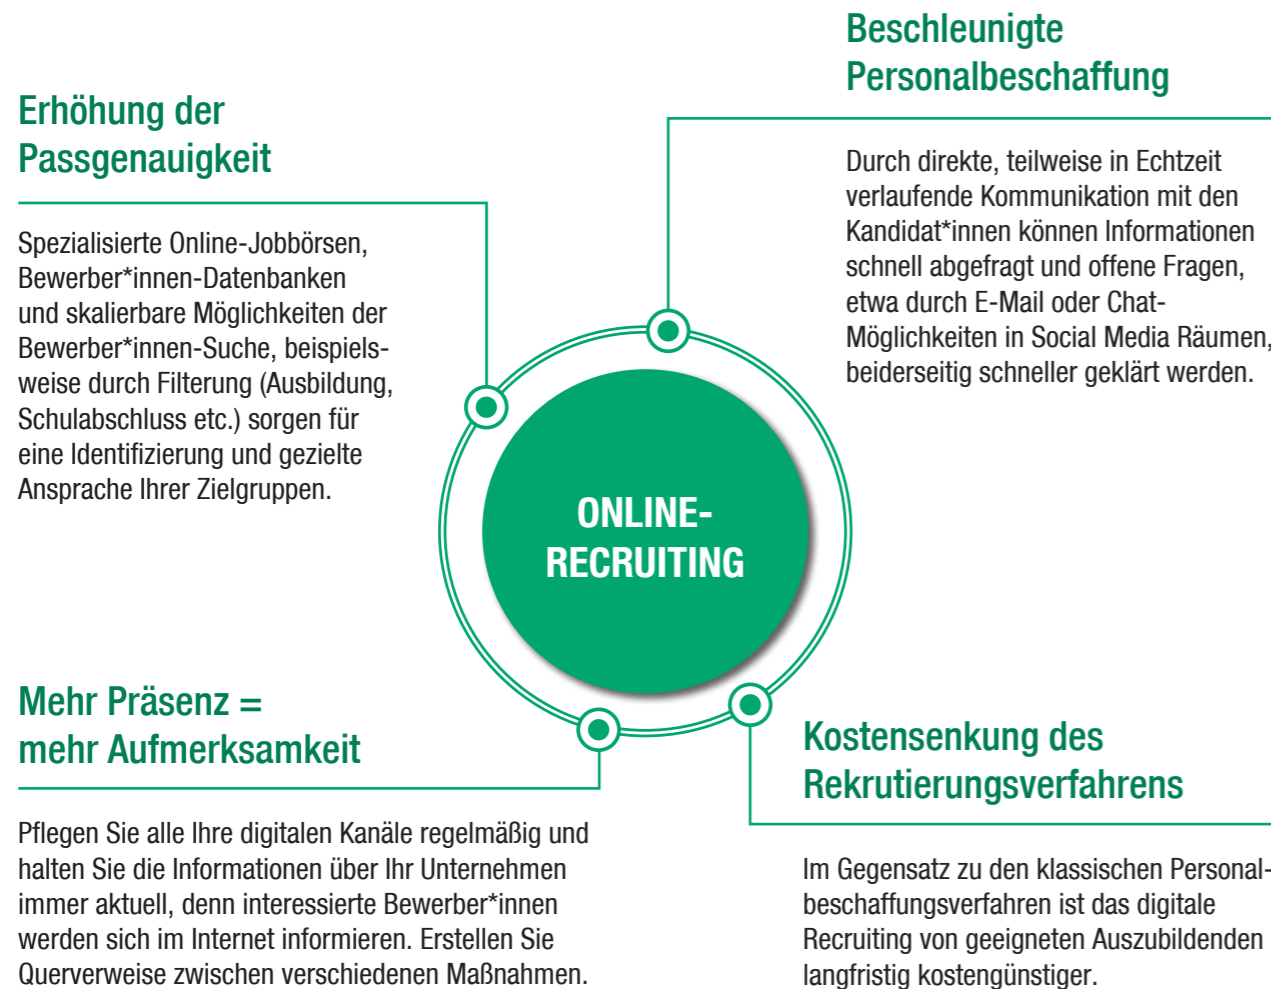 Erhöhung der
Passgenauigkeit
Spezialisierte Online-Jobbörsen,
Bewerber*innen-Datenbanken
und skalierbare Möglichkeiten der
Bewerber*innen-Suche, beispiels-
weise durch Filterung (Ausbildung,
Schulabschluss etc.) sorgen für
eine Identifizierung und gezielte
Ansprache Ihrer Zielgruppen.
Beschleunigte
Personalbeschaffung
Durch direkte, teilweise in Echtzeit
verlaufende Kommunikation mit den
Kandidat*innen können Informationen
schnell abgefragt und offene Fragen,
etwa durch E-Mail oder Chat-
Möglichkeiten in Social Media Räumen,
beiderseitig schneller geklärt werden.
ONLINE-
RECRUITING
Mehr Präsenz =
mehr Aufmerksamkeit
Pflegen Sie alle Ihre digitalen Kanäle regelmäßig und
halten Sie die Informationen über Ihr Unternehmen
immer aktuell, denn interessierte Bewerber*innen
werden sich im Internet informieren. Erstellen Sie
Querverweise zwischen verschiedenen Maßnahmen.
Kostensenkung des
Rekrutierungsverfahrens
Im Gegensatz zu den klassischen Personal-
beschaffungsverfahren ist das digitale
Recruiting von geeigneten Auszubildenden
langfristig kostengünstiger.